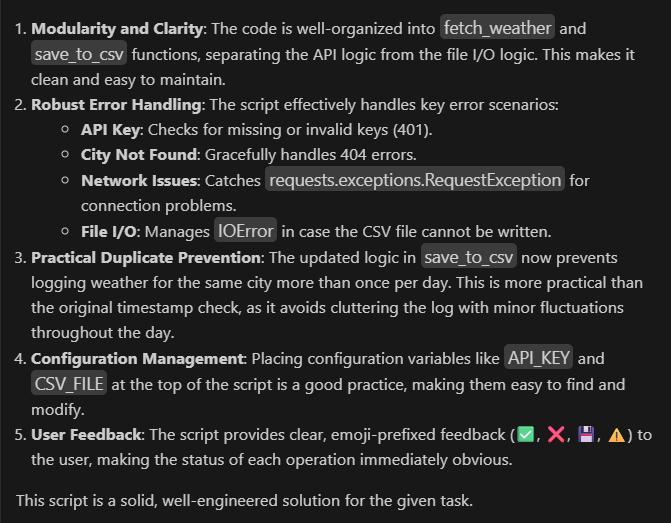 1. Modularity and Clarity: The code is well-organized into fetch_weather and
save_to_csv functions, separating the API logic from the file I/O logic. This makes it
clean and easy to maintain.
2. Robust Error Handling: The script effectively handles key error scenarios:
○ API Key: Checks for missing or invalid keys (401).
○ City Not Found: Gracefully handles 404 errors.
○ Network Issues: Catches requests.exceptions.RequestException for
connection problems.
○ File I/O: Manages IOError in case the CSV file cannot be written.
3. Practical Duplicate Prevention: The updated logic in save_to_csv now prevents
logging weather for the same city more than once per day. This is more practical than
the original timestamp check, as it avoids cluttering the log with minor fluctuations
throughout the day.
4. Configuration Management: Placing configuration variables like API_KEY and
CSV_FILE at the top of the script is a good practice, making them easy to find and
modify.
5. User Feedback: The script provides clear, emoji-prefixed feedback (✅, ❌, 💾, ⚠️) to
the user, making the status of each operation immediately obvious.
This script is a solid, well-engineered solution for the given task.